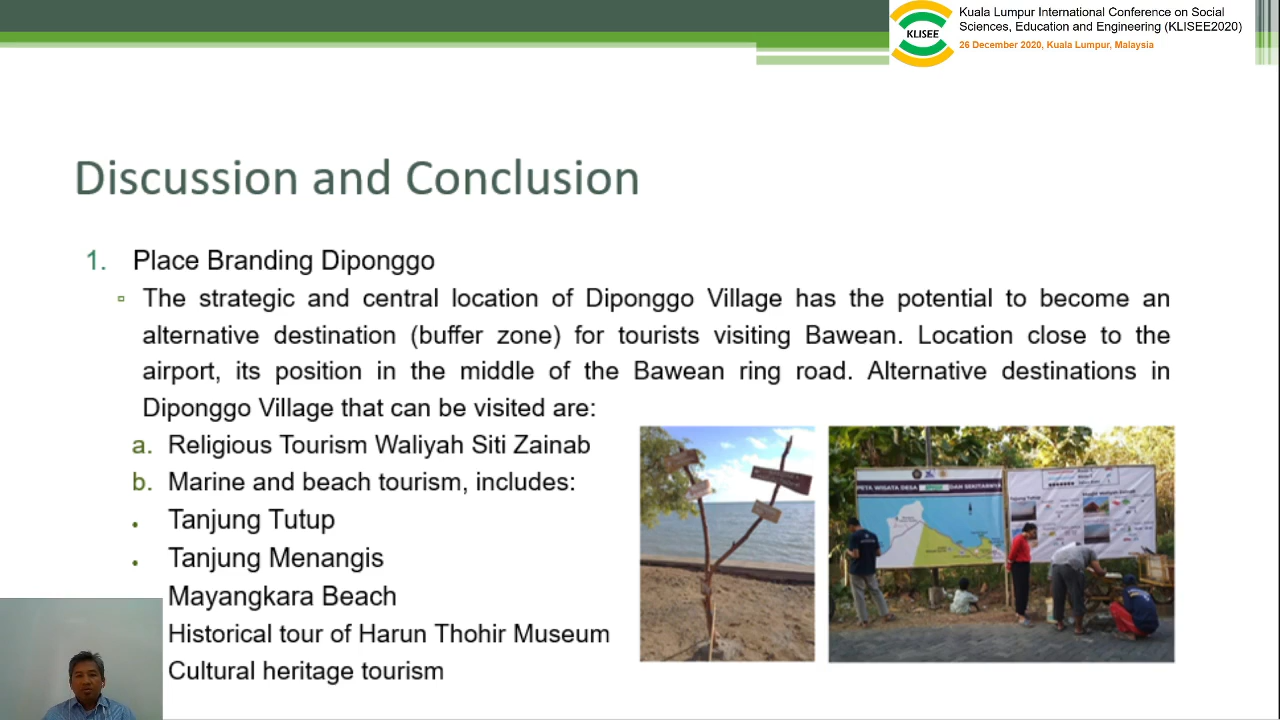 Kuala Lumpur International Conference on Social
Sciences, Education and Engineering (KLISEE2020)
KLISEE
26 December 2020, Kuala Lumpur, Malaysia
Discussion and Conclusion
1. Place Branding Diponggo
The strategic and central location of Diponggo Village has the potential to become an
alternative destination (buffer zone) for tourists visiting Bawean. Location close to the
airport, its position in the middle of the Bawean ring road. Alternative destinations in
Diponggo Village that can be visited are:
a. Religious Tourism Waliyah Siti Zainab
b. Marine and beach tourism, includes:
• Tanjung Tutup
• Tanjung Menangis
Mayangkara Beach
Historical tour of Harun Thohir Museum
Cultural heritage tourism
PETA WISATA DESA DAN SEKITARNYA